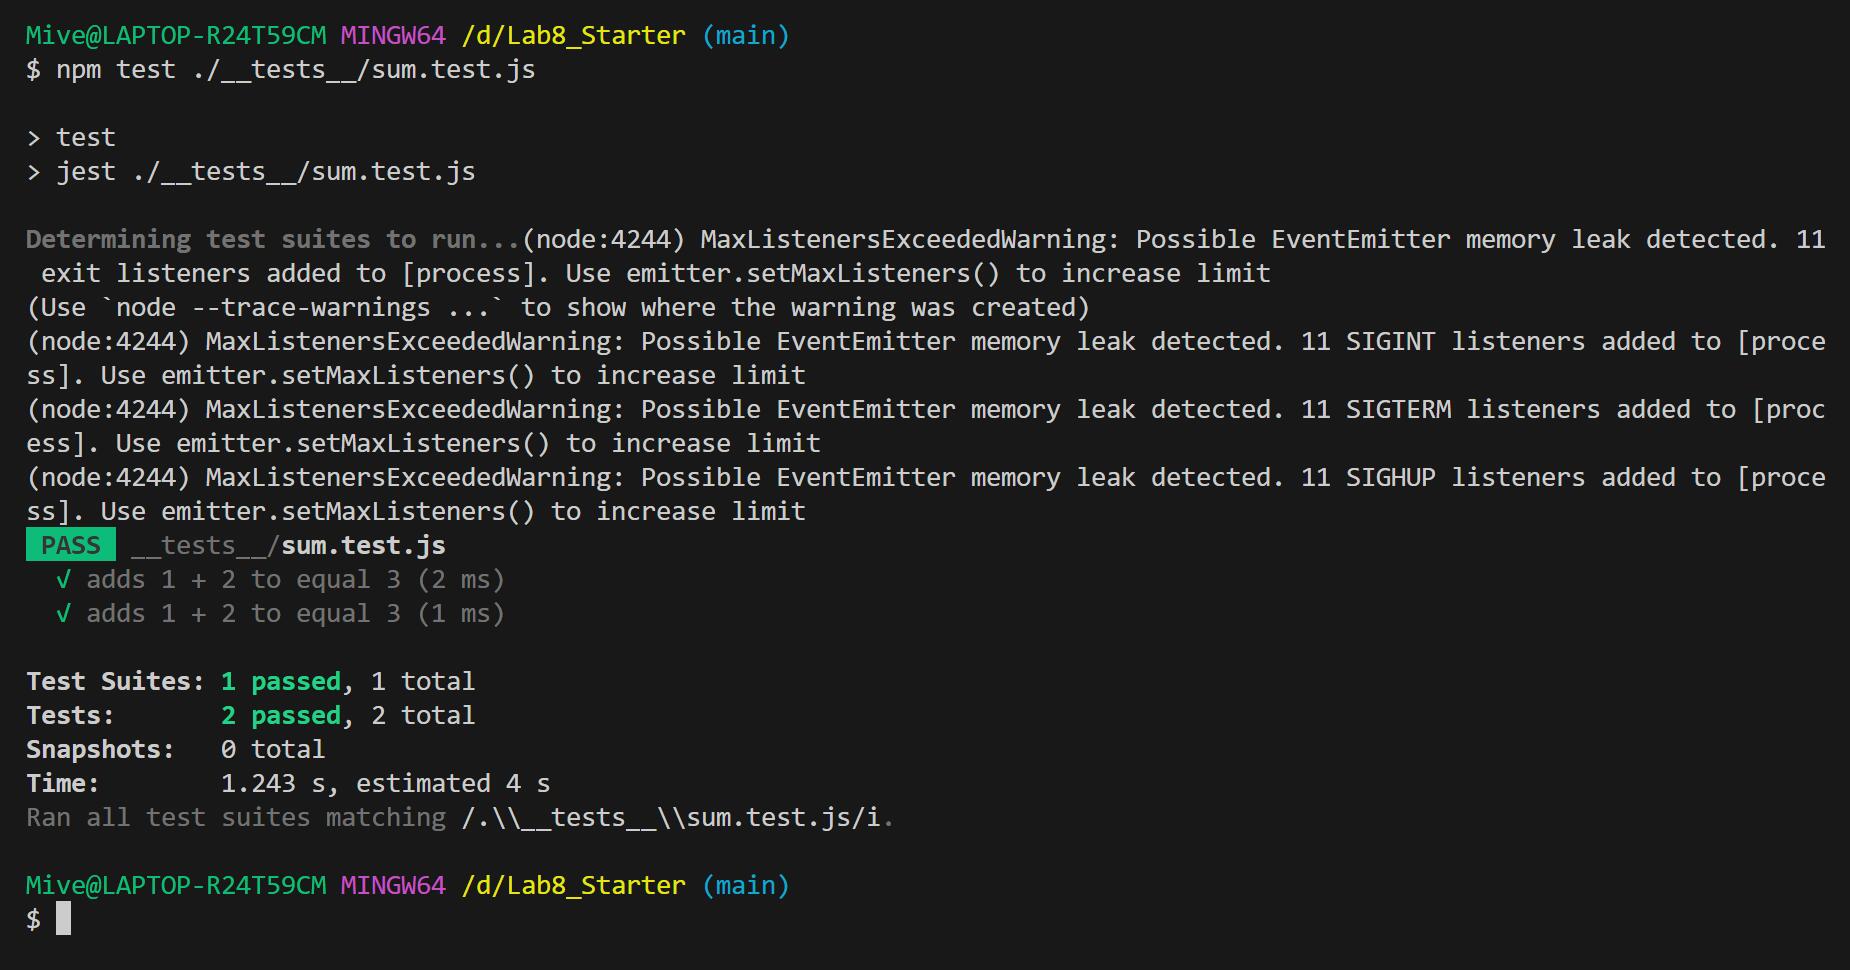 Mive@LAPTOP-R24T59CM MINGW64 /d/Lab8_Starter (main)
$ npm test ./__tests__/sum.test.js
> test
> jest ./__tests__/sum.test.js
Determining test suites to run...(node:4244) MaxListenersExceededWarning: Possible EventEmitter memory leak detected. 11
 exit listeners added to [process]. Use emitter.setMaxListeners() to increase limit
(Use `node --trace-warnings ...` to show where the warning was created)
(node:4244) MaxListenersExceededWarning: Possible EventEmitter memory leak detected. 11 SIGINT listeners added to [proce
ss]. Use emitter.setMaxListeners() to increase limit
(node:4244) MaxListenersExceededWarning: Possible EventEmitter memory leak detected. 11 SIGTERM listeners added to [proc
ess]. Use emitter.setMaxListeners() to increase limit
(node:4244) MaxListenersExceededWarning: Possible EventEmitter memory leak detected. 11 SIGHUP listeners added to [proce
ss]. Use emitter.setMaxListeners() to increase limit
PASS __tests__/sum.test.js
√ adds 1 + 2 to equal 3 (2 ms)
√ adds 1 + 2 to equal 3 (1 ms)
Test Suites: 1 passed, 1 total
Tests:       2 passed, 2 total
Snapshots:   0 total
Time:        1.243 s, estimated 4 s
Ran all test suites matching /.\\__tests__\\sum.test.js/i.
Mive@LAPTOP-R24T59CM MINGW64 /d/Lab8_Starter (main)
$